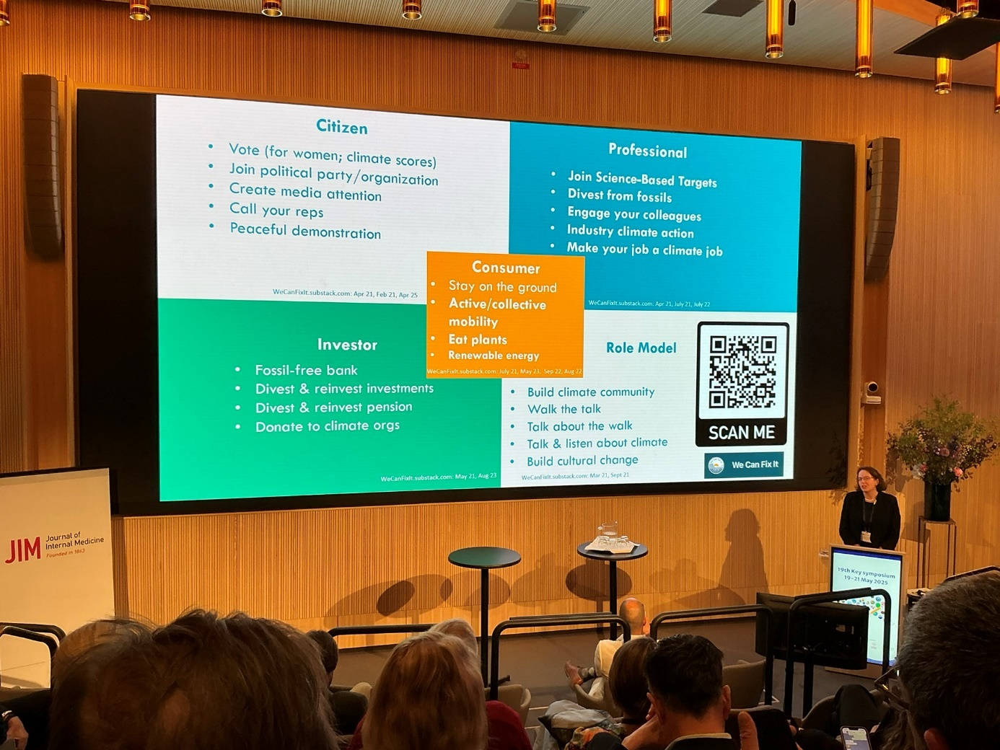 Citizen
Vote (for women; climate scores)
Join political party/organization
Create media attention
Call your reps
Peaceful demonstration
WeCanFixIt.substack.com: Apr 21, Feb 21, Apr 25
Professional
Join Science-Based Targets
Divest from fossils
Engage your colleagues
Industry climate action
Make your job a climate job
WeCanFixIt.substack.com: Apr 21, July 21, July 22
Consumer
Stay on the ground
Active/collective
mobility
Eat plants
Renewable energy
WeCanFixIt.substack.com: July 21, May 23, Sep 22, Aug 22
Investor
Fossil-free bank
Divest & reinvest investments
Divest & reinvest pension
Donate to climate orgs
WeCanFixIt.substack.com: May 21, Aug 23
Role Model
Build climate community
Walk the talk
Talk about the walk
Talk & listen about climate
Build cultural change
WeCanFixIt.substack.com: Mar 21, Sept 21
SCAN ME
We Can Fix It
JIM
Journal of
Internal Medicine
Founded in 1863
19th Key symposium
19–21 May 2025